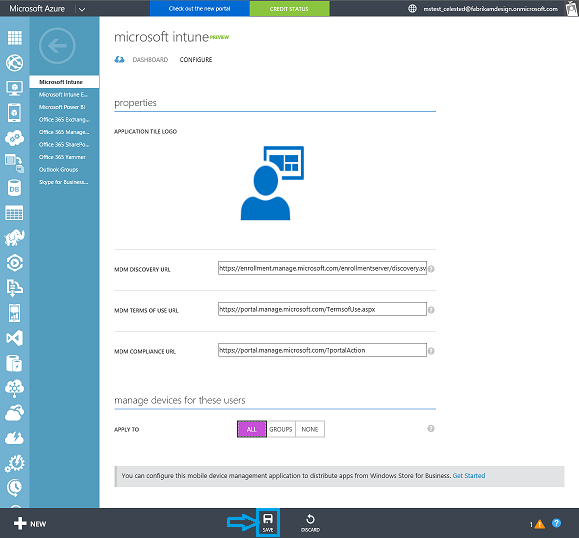 Microsoft Azure
Check out the new portal
CREDIT STATUS
mstest_celested@fabrikamdesign.onmicrosoft.com
microsoft intune PREVIEW
DASHBOARD CONFIGURE
Microsoft Intune
Microsoft Intune E...
Microsoft Power BI
Office 365 Exchang...
Office 365 Manage...
Office 365 SharePo...
Office 365 Yammer
Outlook Groups
Skype for Business...
DB
properties
APPLICATION TILE LOGO
MDM DISCOVERY URL https://enrollment.manage.microsoft.com/enrollmentserver/discovery.sv ?
MDM TERMS OF USE URL https://portal.manage.microsoft.com/TermsofUse.aspx ?
MDM COMPLIANCE URL https://portal.manage.microsoft.com/?portalAction ?
manage devices for these users
APPLY TO ALL GROUPS NONE ?
You can configure this mobile device management application to distribute apps from Windows Store for Business. Get Started
NEW
SAVE
DISCARD
1
?